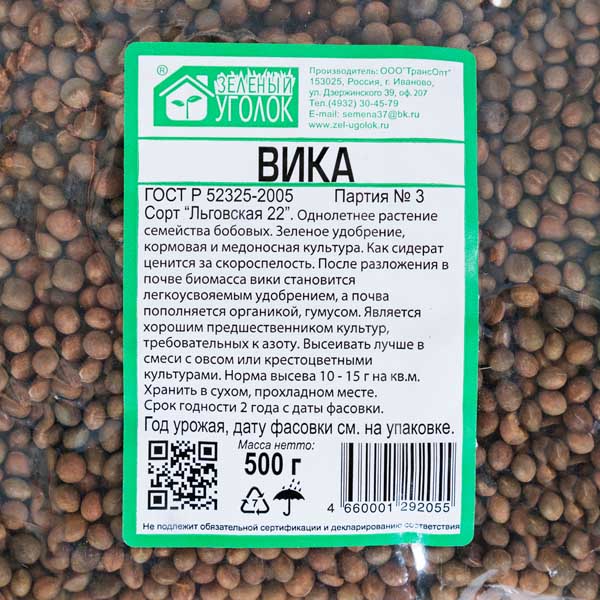 ®
ЗЕЛЕНЫЙ
УГОЛОК
Производитель: ООО"ТрансОпт"
153025, Россия, г. Иваново,
ул. Дзержинского 39, оф. 207
Тел.(4932) 30-45-79
E-mail: semena37@bk.ru
www.zel-ugolok.ru
ВИКА
ГОСТ Р 52325-2005 Партия № 3
Сорт "Льговская 22". Однолетнее растение
семейства бобовых. Зеленое удобрение,
кормовая и медоносная культура. Как сидерат
ценится за скороспелость. После разложения в
почве биомасса вики становится
легкоусвояемым удобрением, а почва
пополняется органикой, гумусом. Является
хорошим предшественником культур,
требовательных к азоту. Высеивать лучше в
смеси с овсом или крестоцветными
культурами. Норма высева 10 - 15 г на кв.м.
Хранить в сухом, прохладном месте.
Срок годности 2 года с даты фасовки.
Год урожая, дату фасовки см. на упаковке.
Масса нетто:
500 г
7
4 660001 292055
Не подлежит обязательной сертификации и декларированию соответствия